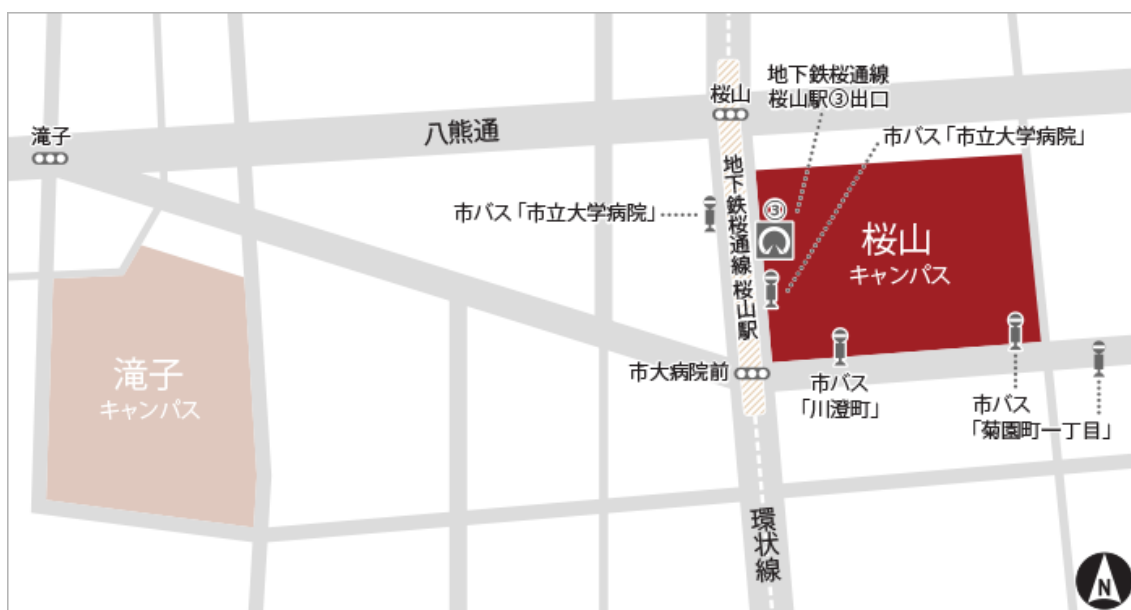 地下鉄桜通線
桜山駅③出口
桜山
市バス「市立大学病院」
滝子
八熊通
市バス「市立大学病院」
③
地下鉄桜通線 桜山駅
桜山
キャンパス
滝子
キャンパス
市大病院前
市バス
「川澄町」
市バス
「菊園町一丁目」
環状線
N